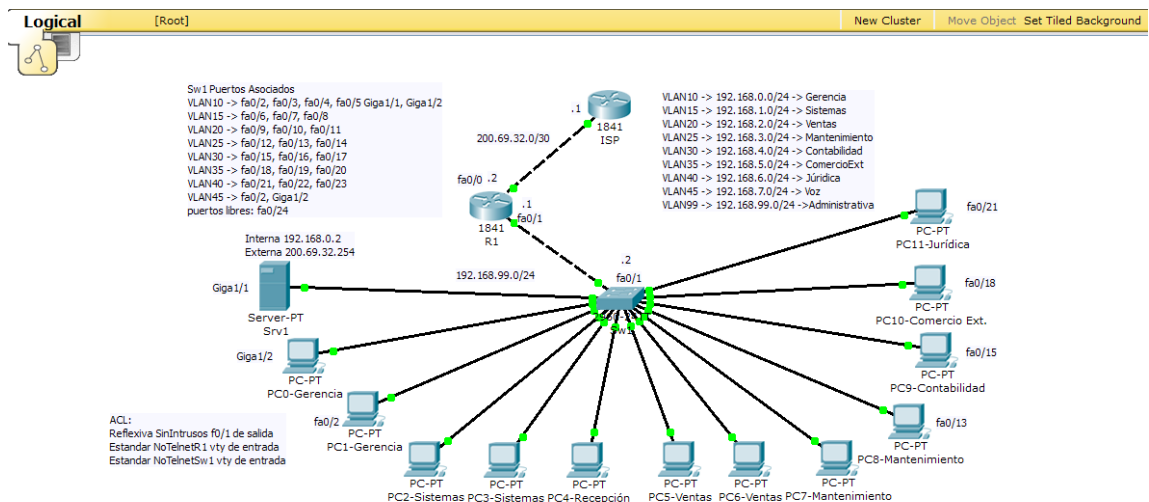 Logical
[Root]
New Cluster
Move Object
Set Tiled Background
Sw1 Puertos Asociados
VLAN10 -> fa0/2, fa0/3, fa0/4, fa0/5 Giga1/1, Giga1/2
VLAN15 -> fa0/6, fa0/7, fa0/8
VLAN20 -> fa0/9, fa0/10, fa0/11
VLAN25 -> fa0/12, fa0/13, fa0/14
VLAN30 -> fa0/15, fa0/16, fa0/17
VLAN35 -> fa0/18, fa0/19, fa0/20
VLAN40 -> fa0/21, fa0/22, fa0/23
VLAN45 -> fa0/2, Giga1/2
puertos libres: fa0/24
.1
1841
ISP
200.69.32.0/30
VLAN10 -> 192.168.0.0/24 -> Gerencia
VLAN15 -> 192.168.1.0/24 -> Sistemas
VLAN20 -> 192.168.2.0/24 -> Ventas
VLAN25 -> 192.168.3.0/24 -> Mantenimiento
VLAN30 -> 192.168.4.0/24 -> Contabilidad
VLAN35 -> 192.168.5.0/24 -> ComercioExt
VLAN40 -> 192.168.6.0/24 -> Júridica
VLAN45 -> 192.168.7.0/24 -> Voz
VLAN99 -> 192.168.99.0/24 ->Administrativa
fa0/0 .2
.1
fa0/1
1841
R1
Interna 192.168.0.2
Externa 200.69.32.254
Giga1/1
Server-PT
Srv1
192.168.99.0/24
.2
fa0/1
Sw1
fa0/21
PC-PT
PC11-Jurídica
fa0/18
PC-PT
PC10-Comercio Ext.
fa0/15
PC-PT
PC9-Contabilidad
fa0/13
PC-PT
PC8-Mantenimiento
Giga1/2
PC-PT
PC0-Gerencia
fa0/2
PC-PT
PC1-Gerencia
ACL:
Reflexiva SinIntrusos f0/1 de salida
Estandar NoTelnetR1 vty de entrada
Estandar NoTelnetSw1 vty de entrada
PC-PT
PC2-Sistemas
PC-PT
PC3-Sistemas
PC-PT
PC4-Recepción
PC-PT
PC5-Ventas
PC-PT
PC6-Ventas
PC-PT
PC7-Mantenimiento